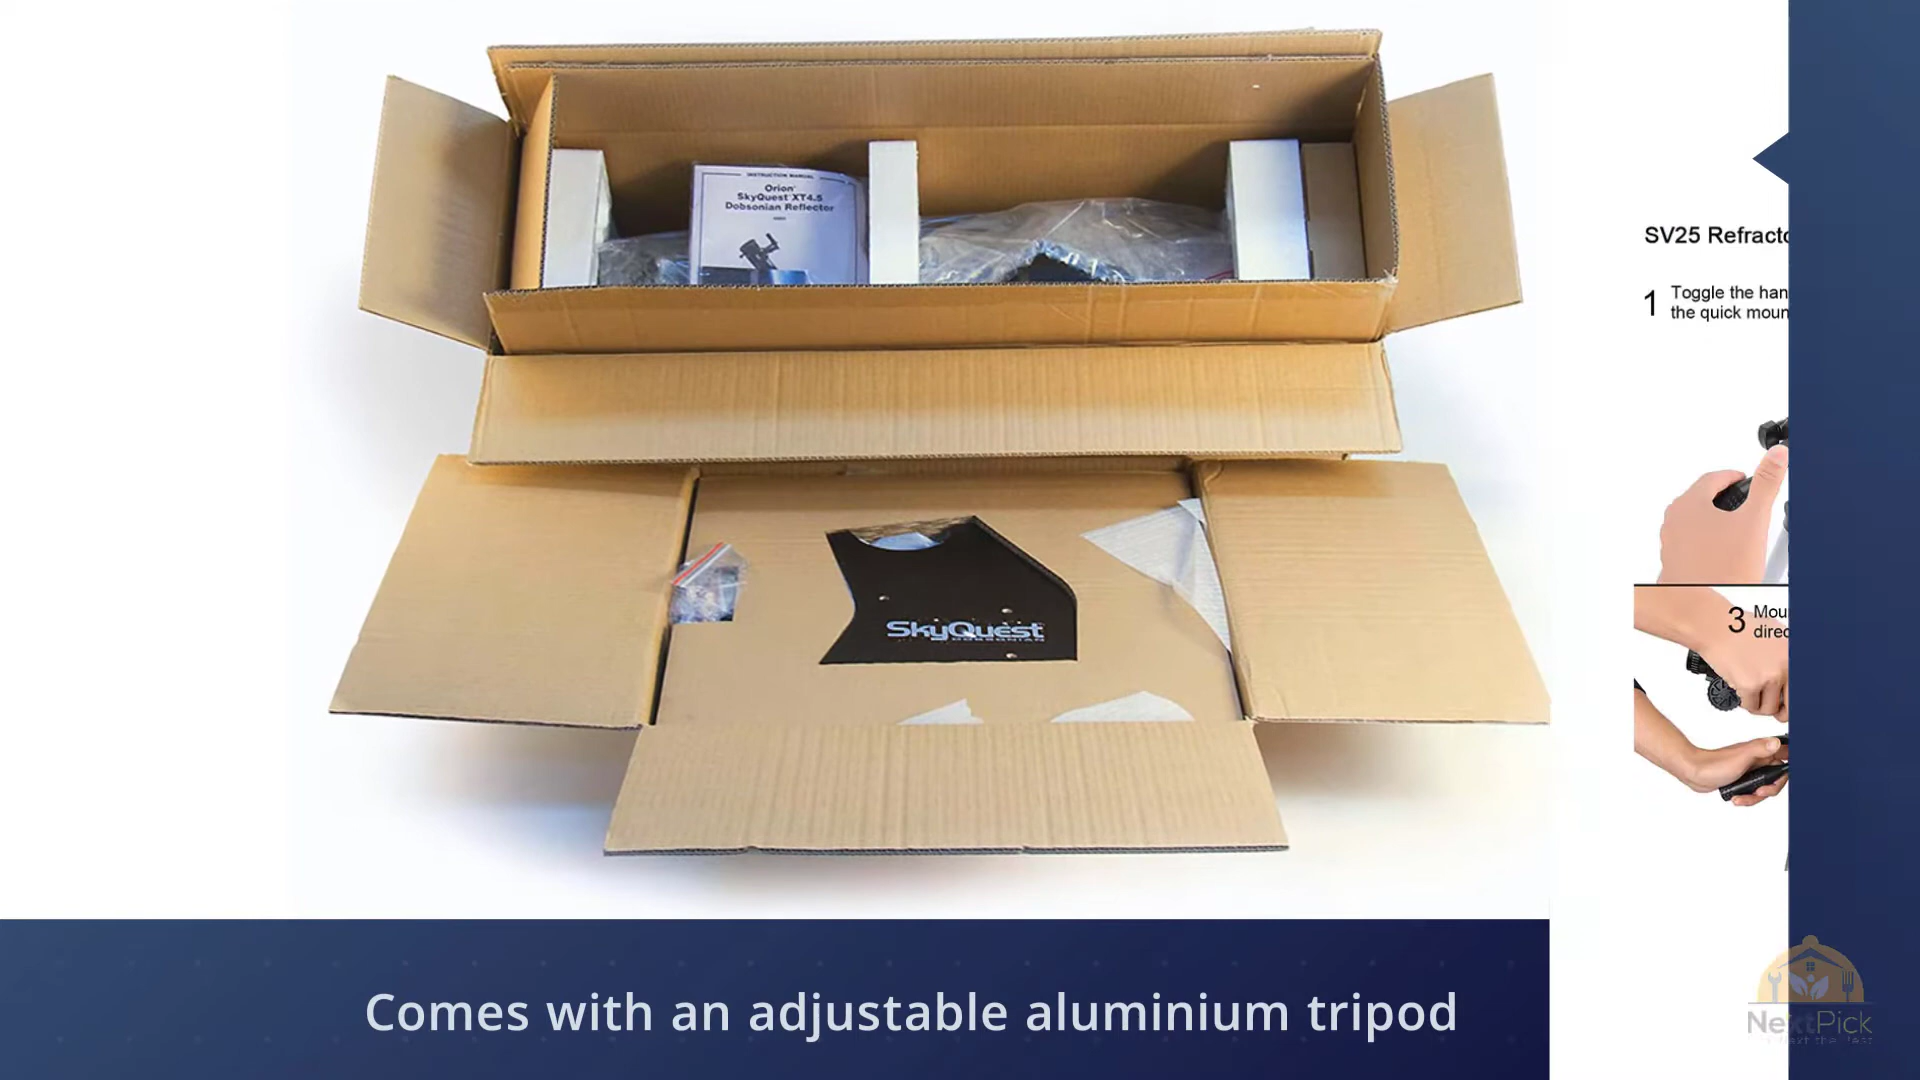 INSTRUCTION MANUAL
Orion
SkyQuest XT4.5
Dobsonian Reflector
SkyQuest
DOBSONIAN
SV25 Refracto
1 Toggle the han
the quick moun
3 Mou
direc
Comes with an adjustable aluminium tripod
NextPick